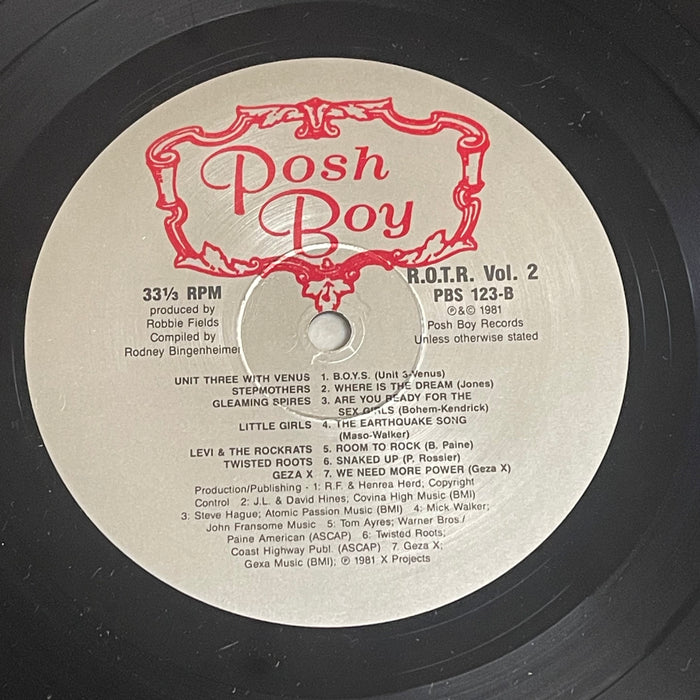 Posh
Boy
R.O.T.R. Vol. 2
33⅓ RPM
PBS 123-B
produced by
Robbie Fields
Compiled by
Rodney Bingenheimer
℗&© 1981
Posh Boy Records
Unless otherwise stated
UNIT THREE WITH VENUS 1. B.O.Y.S. (Unit 3-Venus)
STEPMOTHERS 2. WHERE IS THE DREAM (Jones)
GLEAMING SPIRES 3. ARE YOU READY FOR THE
SEX GIRLS (Bohem-Kendrick)
LITTLE GIRLS 4. THE EARTHQUAKE SONG
(Maso-Walker)
LEVI & THE ROCKRATS 5. ROOM TO ROCK (B. Paine)
TWISTED ROOTS 6. SNAKED UP (P. Rossier)
GEZA X 7. WE NEED MORE POWER (Geza X)
Production/Publishing - 1: R.F. & Henrea Herd; Copyright
Control 2: J.L. & David Hines; Covina High Music (BMI)
3: Steve Hague; Atomic Passion Music (BMI) 4: Mick Walker;
John Fransome Music 5: Tom Ayres; Warner Bros./
Paine American (ASCAP) 6: Twisted Roots;
Coast Highway Publ. (ASCAP) 7. Geza X;
Gexa Music (BMI); ℗ 1981 X Projects